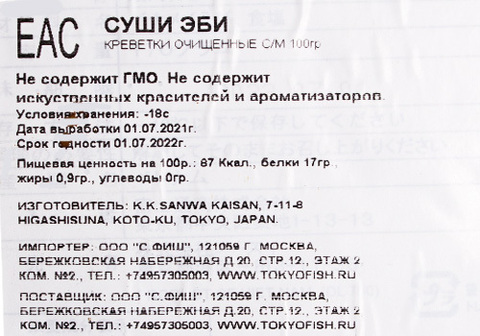 EAC
СУШИ ЭБИ
КРЕВЕТКИ ОЧИЩЕННЫЕ С/М 100гр
Не содержит ГМО. Не содержит
искуственных красителей и ароматизаторов.
Условия хранения: -18с
Дата выработки 01.07.2021г.
Срок годности 01.07.2022г.
Пищевая ценность на 100р.: 87 Ккал., белки 17гр.,
жиры 0,9гр., углеводы 0гр.
ИЗГОТОВИТЕЛЬ: K.K.SANWA KAISAN, 7-11-8
HIGASHISUNA, KOTO-KU, TOKYO, JAPAN.
ИМПОРТЕР: ООО "С.ФИШ", 121059 Г. МОСКВА,
БЕРЕЖКОВСКАЯ НАБЕРЕЖНАЯ Д.20, СТР.12., ЭТАЖ 2
КОМ. №2., ТЕЛ.: +74957305003, WWW.TOKYOFISH.RU
ПОСТАВЩИК: ООО "С.ФИШ", 121059 Г. МОСКВА,
БЕРЕЖКОВСКАЯ НАБЕРЕЖНАЯ Д.20, СТР.12., ЭТАЖ 2
КОМ. №2., ТЕЛ.: +74957305003, WWW.TOKYOFISH.RU